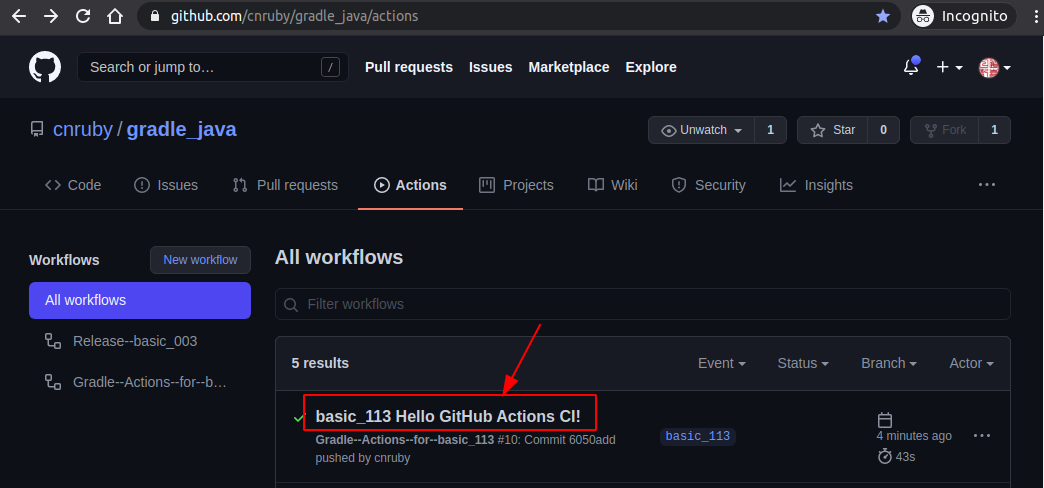 github.com/cnruby/gradle_java/actions
Incognito
Search or jump to… /
Pull requests Issues Marketplace Explore
cnruby / gradle_java
Unwatch 1 Star 0 Fork 1
Code Issues Pull requests Actions Projects Wiki Security Insights
Workflows
New workflow
All workflows
Release--basic_003
Gradle--Actions--for--b…
All workflows
Filter workflows
5 results Event Status Branch Actor
basic_113 Hello GitHub Actions CI!
Gradle--Actions--for--basic_113 #10: Commit 6050add
pushed by cnruby
basic_113
4 minutes ago
43s